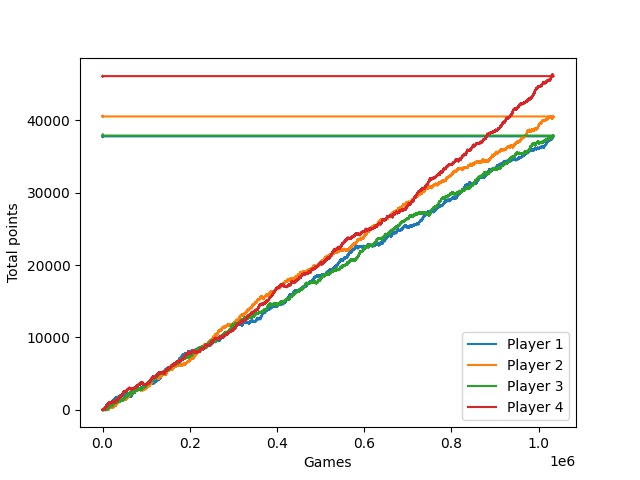 40000
30000
20000
10000
0
Total points
0.0 0.2 0.4 0.6 0.8 1.0
1e6
Games
Player 1
Player 2
Player 3
Player 4